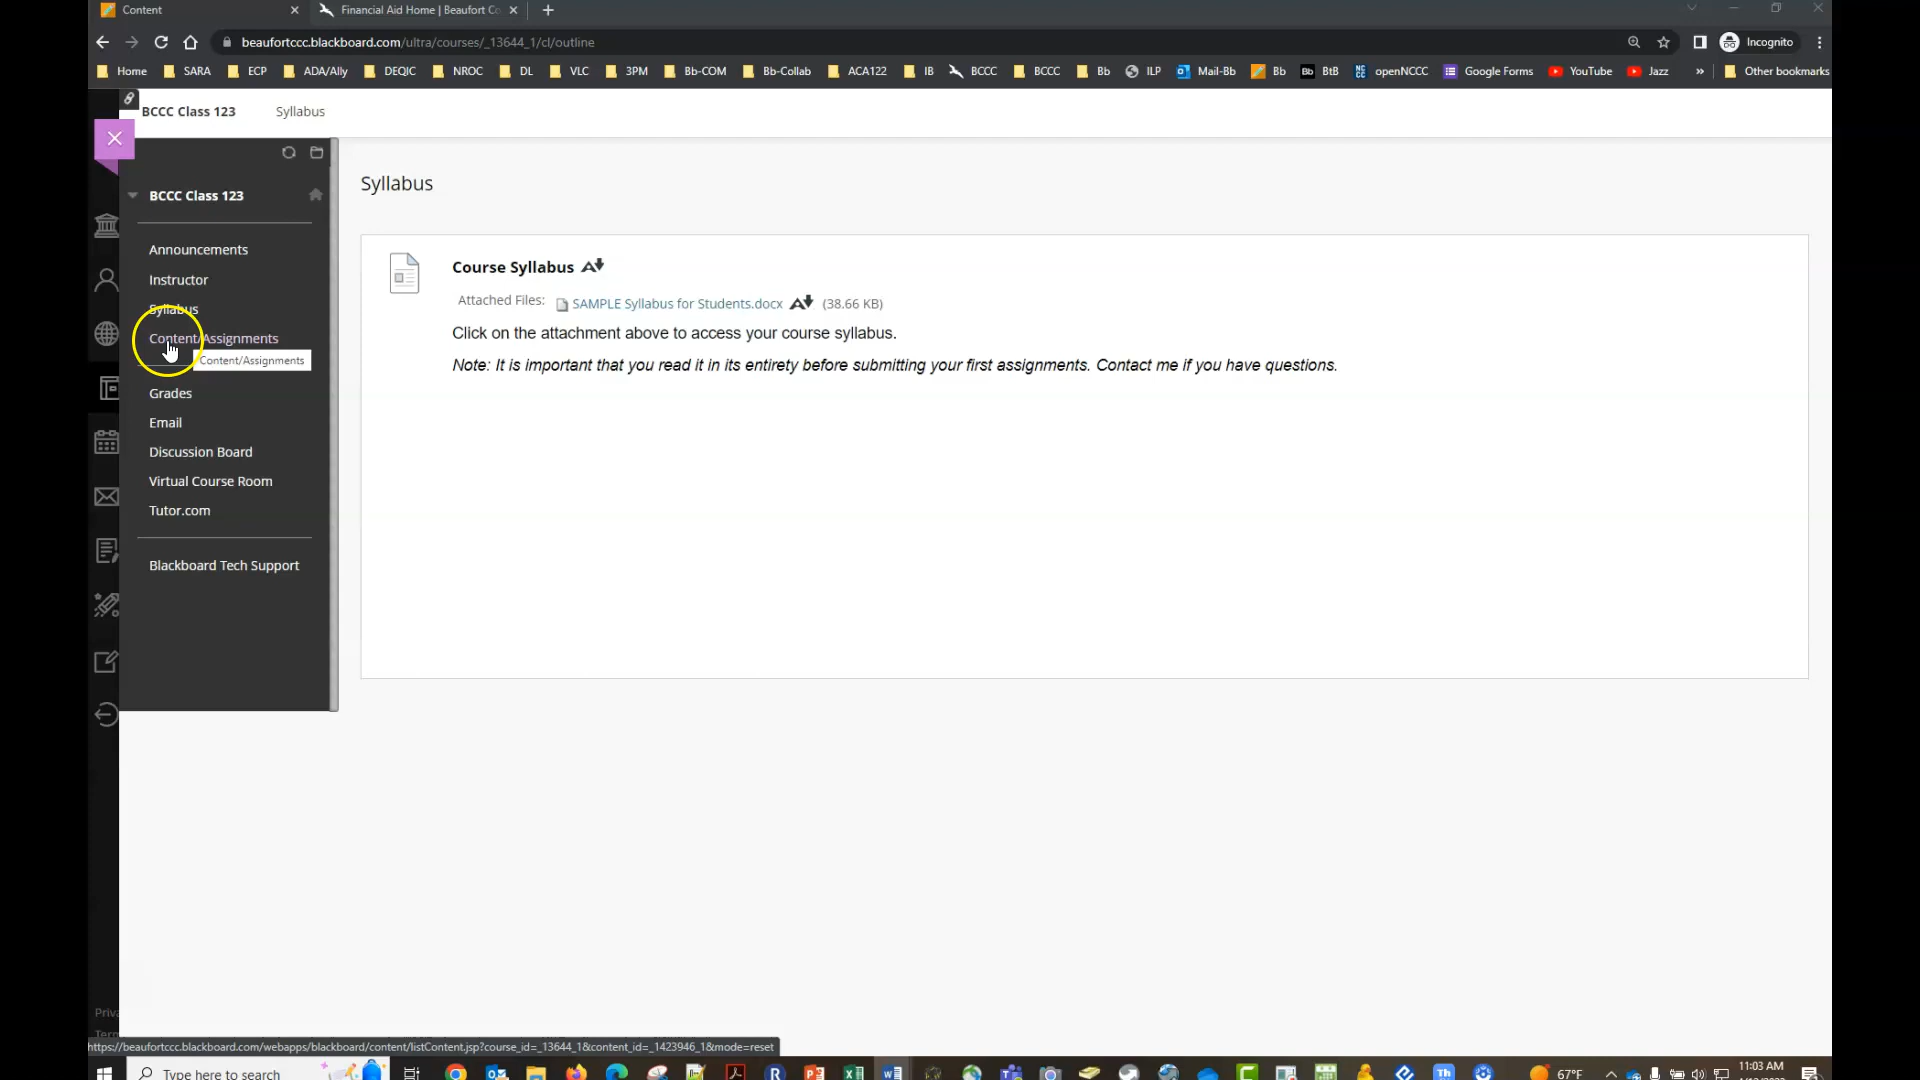 Content
Financial Aid Home | Beaufort Co
beaufortccc.blackboard.com/ultra/courses/_13644_1/cl/outline
Incognito
Home SARA ECP ADA/Ally DEQIC NROC DL VLC 3PM Bb-COM Bb-Collab ACA122 IB BCCC BCCC Bb ILP Mail-Bb Bb BtB openNCCC Google Forms YouTube Jazz » Other bookmarks
BCCC Class 123 Syllabus
Syllabus
BCCC Class 123
Announcements
Instructor
Syllabus
Content/Assignments
Content/Assignments
Grades
Email
Discussion Board
Virtual Course Room
Tutor.com
Blackboard Tech Support
Course Syllabus
Attached Files: SAMPLE Syllabus for Students.docx (38.66 KB)
Click on the attachment above to access your course syllabus.
Note: It is important that you read it in its entirety before submitting your first assignments. Contact me if you have questions.
Priva
https://beaufortccc.blackboard.com/webapps/blackboard/content/listContent.jsp?course_id=_13644_1&content_id=_1423946_1&mode=reset
Type here to search
67°F
11:03 AM